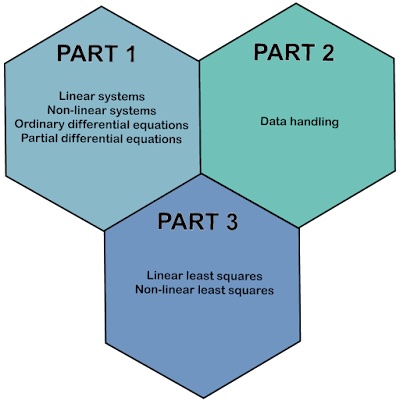 PART 1
Linear systems
Non-linear systems
Ordinary differential equations
Partial differential equations
PART 2
Data handling
PART 3
Linear least squares
Non-linear least squares